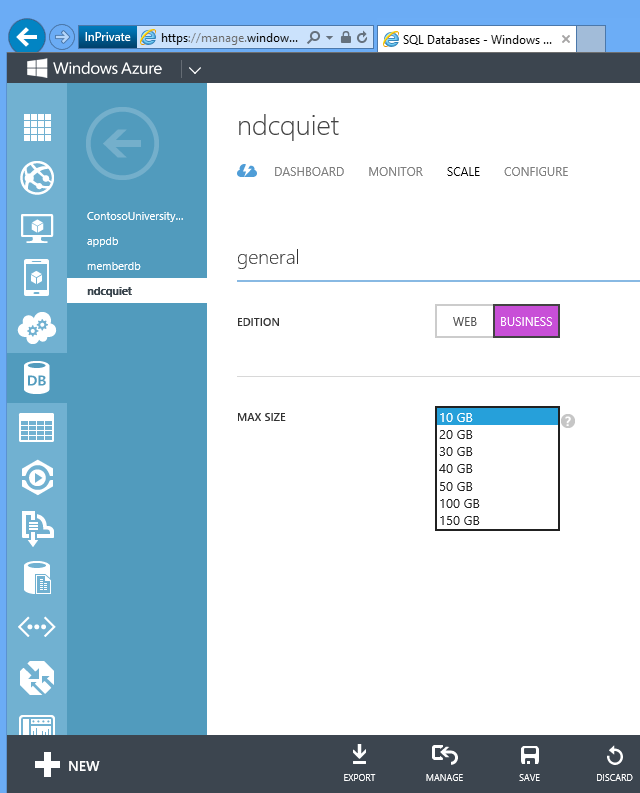 InPrivate https://manage.window... SQL Databases - Windows ...
Windows Azure
ndcquiet
DASHBOARD MONITOR SCALE CONFIGURE
ContosoUniversity...
appdb
memberdb
ndcquiet
general
EDITION WEB BUSINESS
DB
MAX SIZE 10 GB ?
20 GB
30 GB
40 GB
50 GB
100 GB
150 GB
NEW EXPORT MANAGE SAVE DISCARD